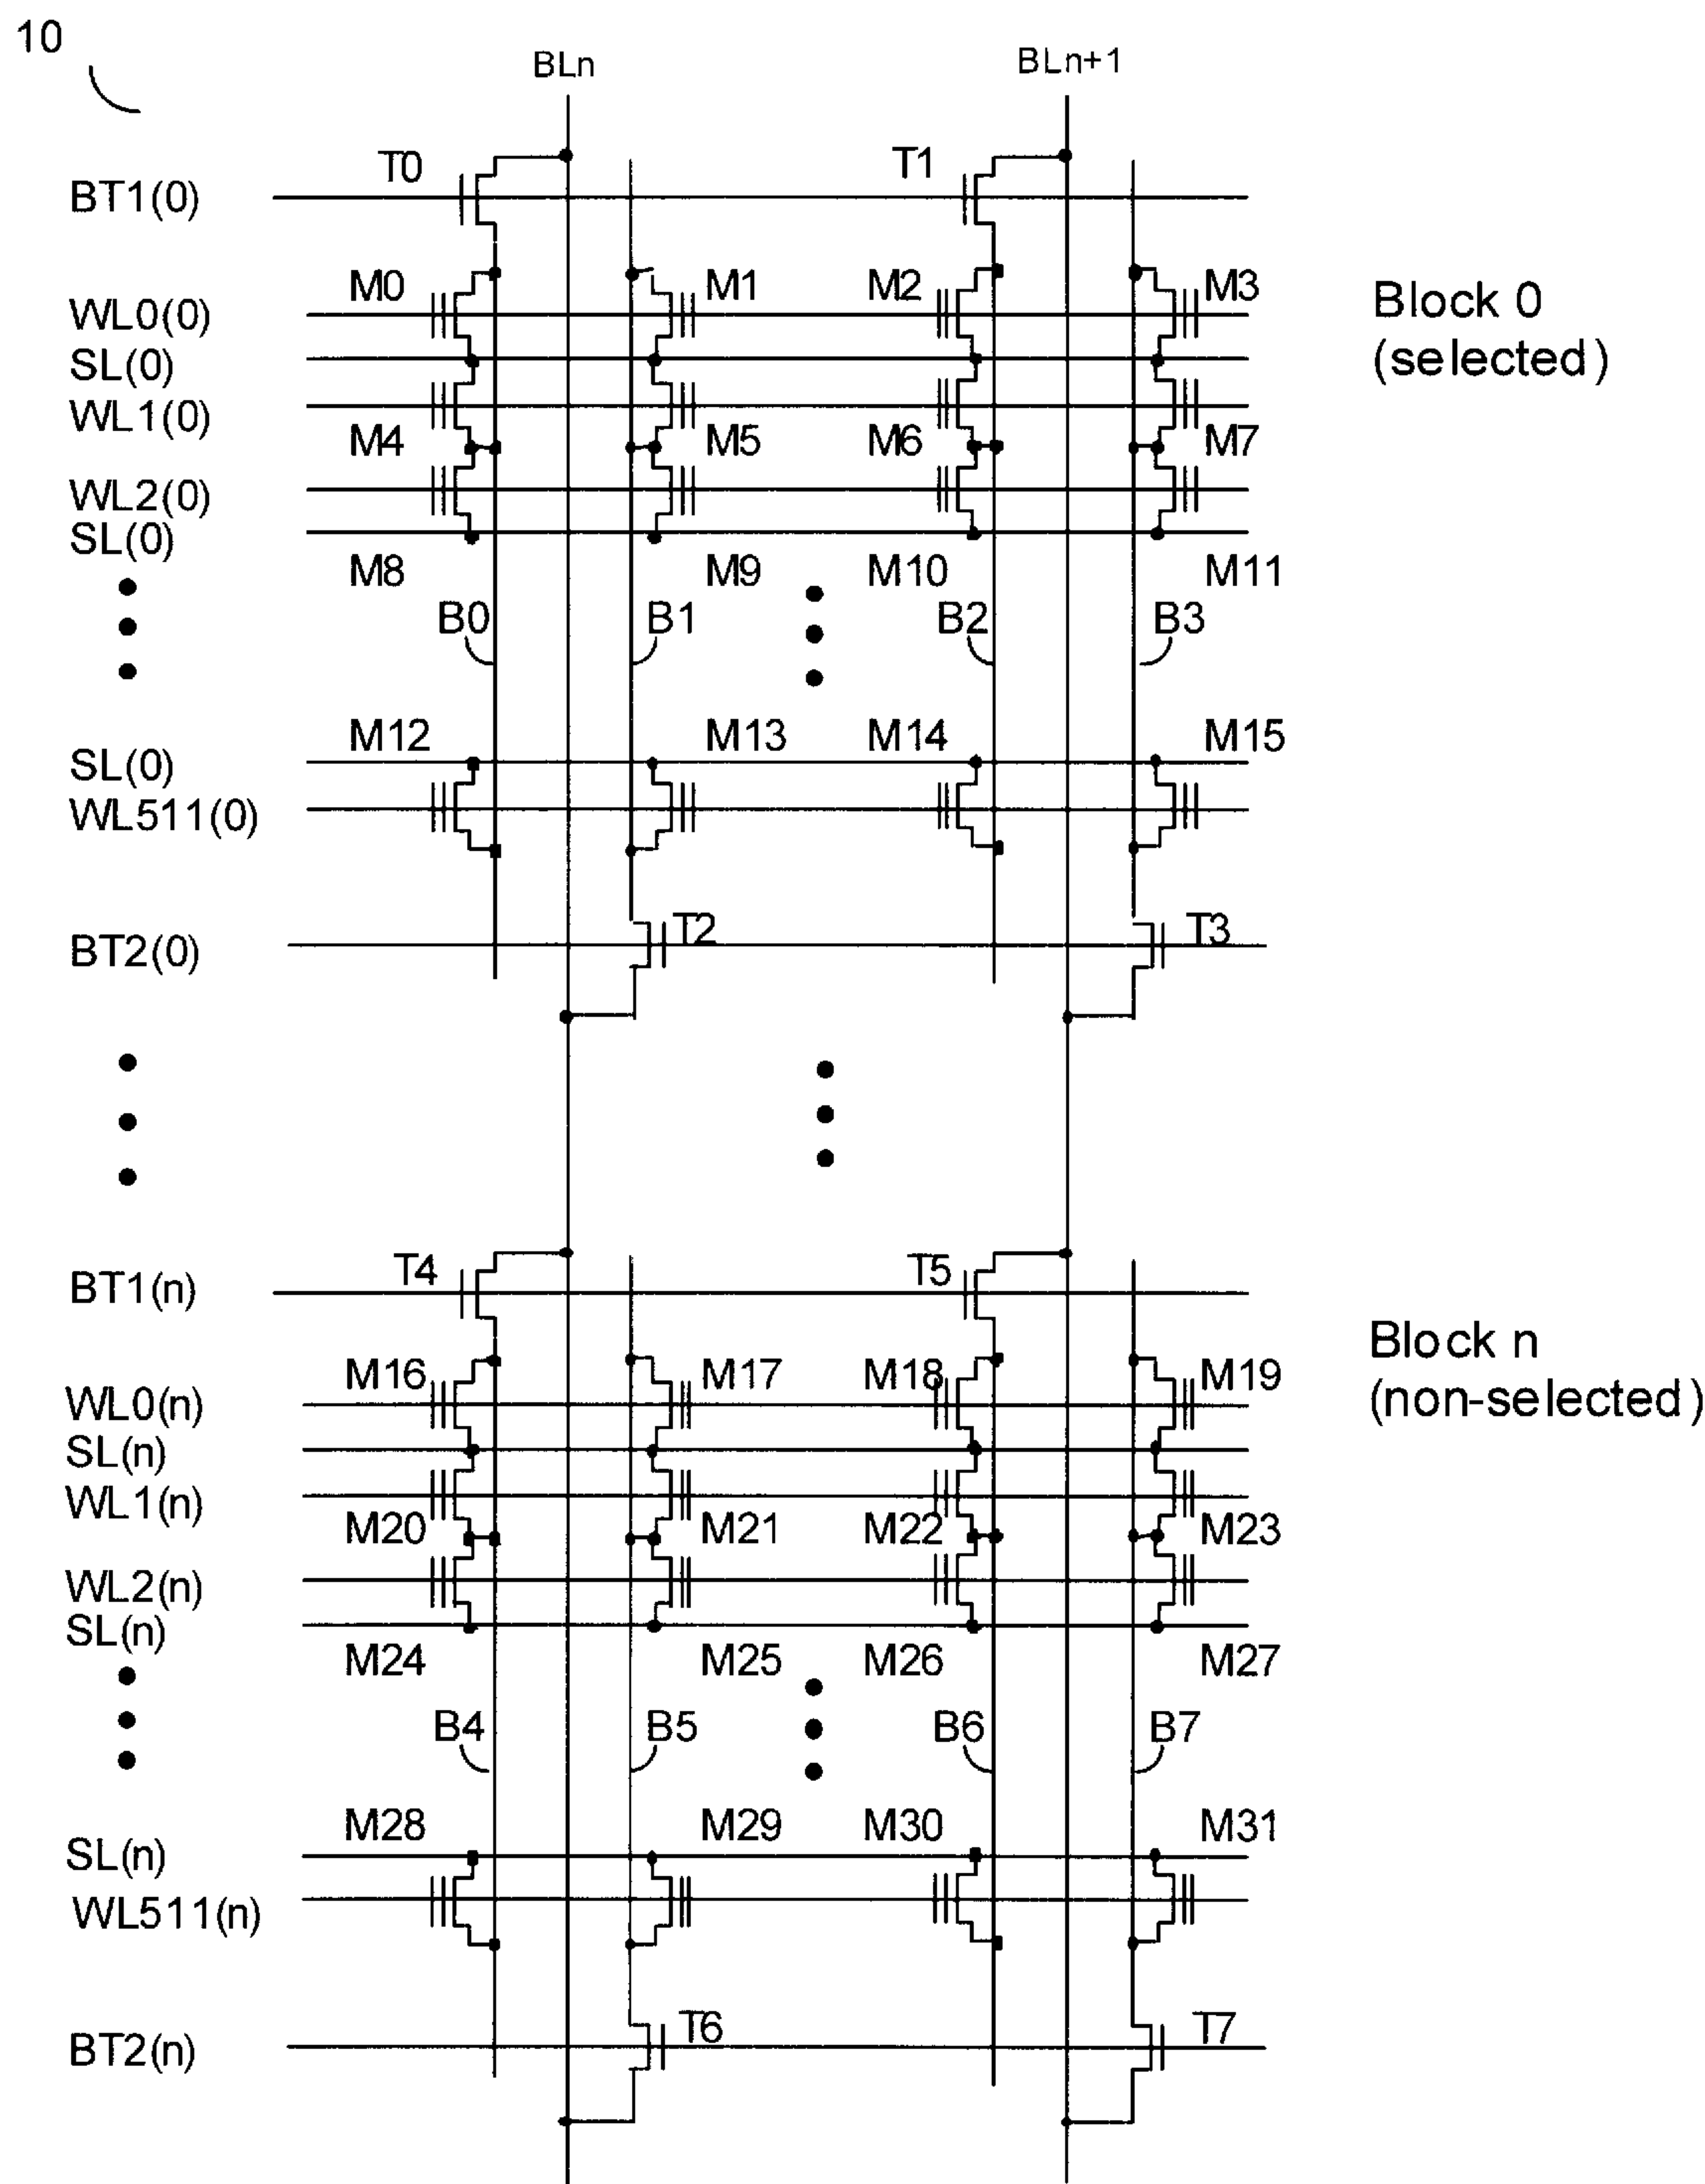 10
BLn BLn+1
T0 T1
BT1(0)
M0 M1 M2 M3
Block 0
WL0(0)
(selected)
SL(0)
WL1(0)
M4 M5 M6 M7
WL2(0)
SL(0)
M8 M9 M10 M11
B0 B1 B2 B3
M12 M13 M14 M15
SL(0)
WL511(0)
T2 T3
BT2(0)
T4 T5
BT1(n)
Block n
M16 M17 M18 M19
(non-selected)
WL0(n)
SL(n)
WL1(n)
M20 M21 M22 M23
WL2(n)
SL(n)
M24 M25 M26 M27
B4 B5 B6 B7
M28 M29 M30 M31
SL(n)
WL511(n)
T6 T7
BT2(n)